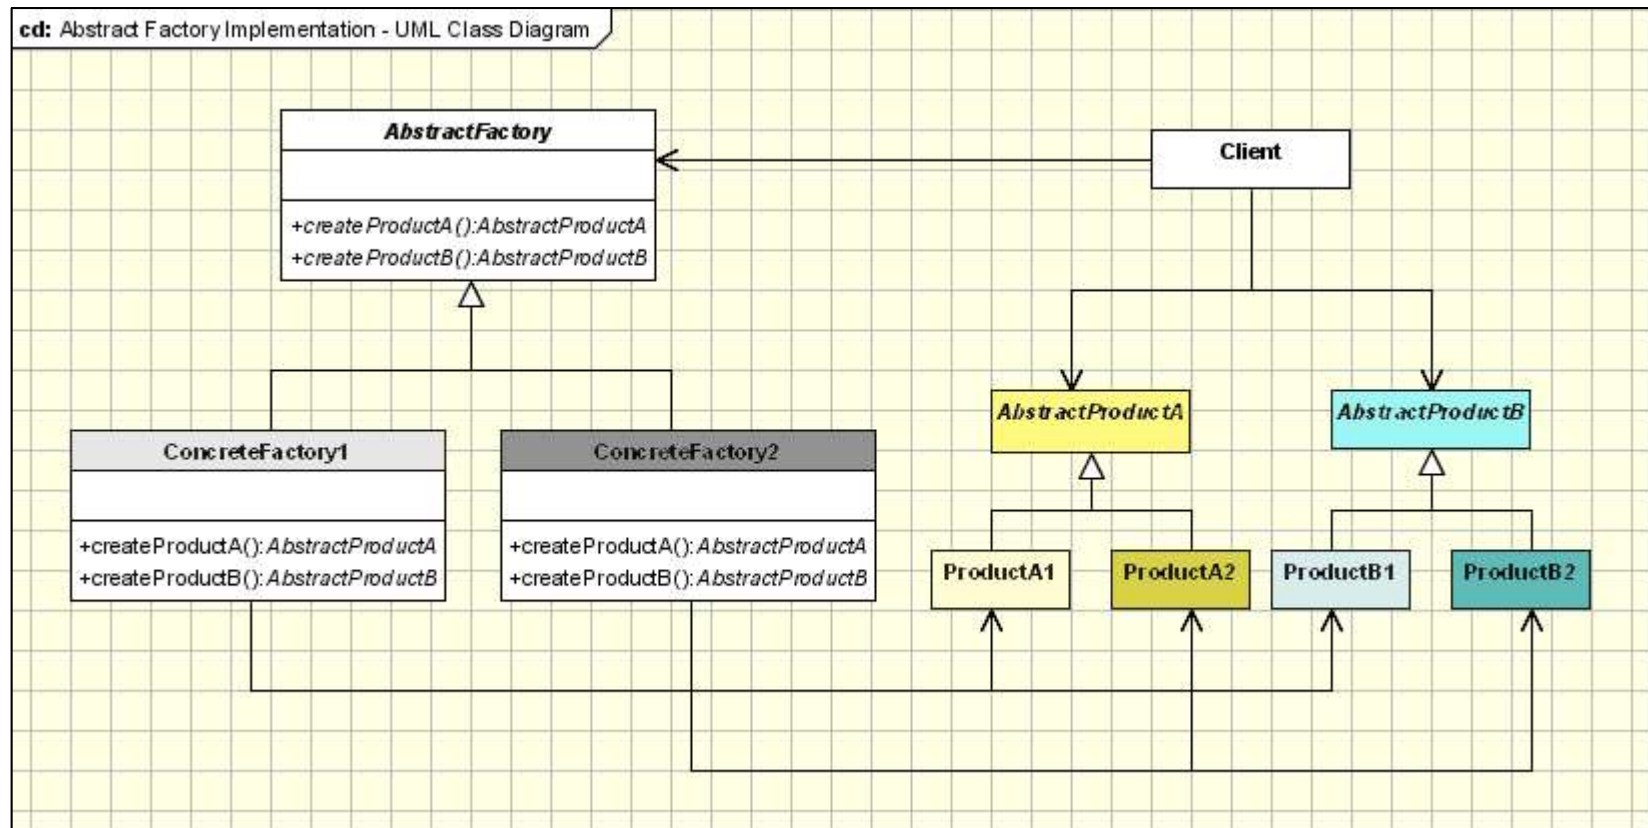 cd: Abstract Factory Implementation - UML Class Diagram
AbstractFactory
+createProductA():AbstractProductA
+createProductB():AbstractProductB
Client
AbstractProductA
AbstractProductB
ConcreteFactory1
+createProductA():AbstractProductA
+createProductB():AbstractProductB
ConcreteFactory2
+createProductA():AbstractProductA
+createProductB():AbstractProductB
ProductA1
ProductA2
ProductB1
ProductB2